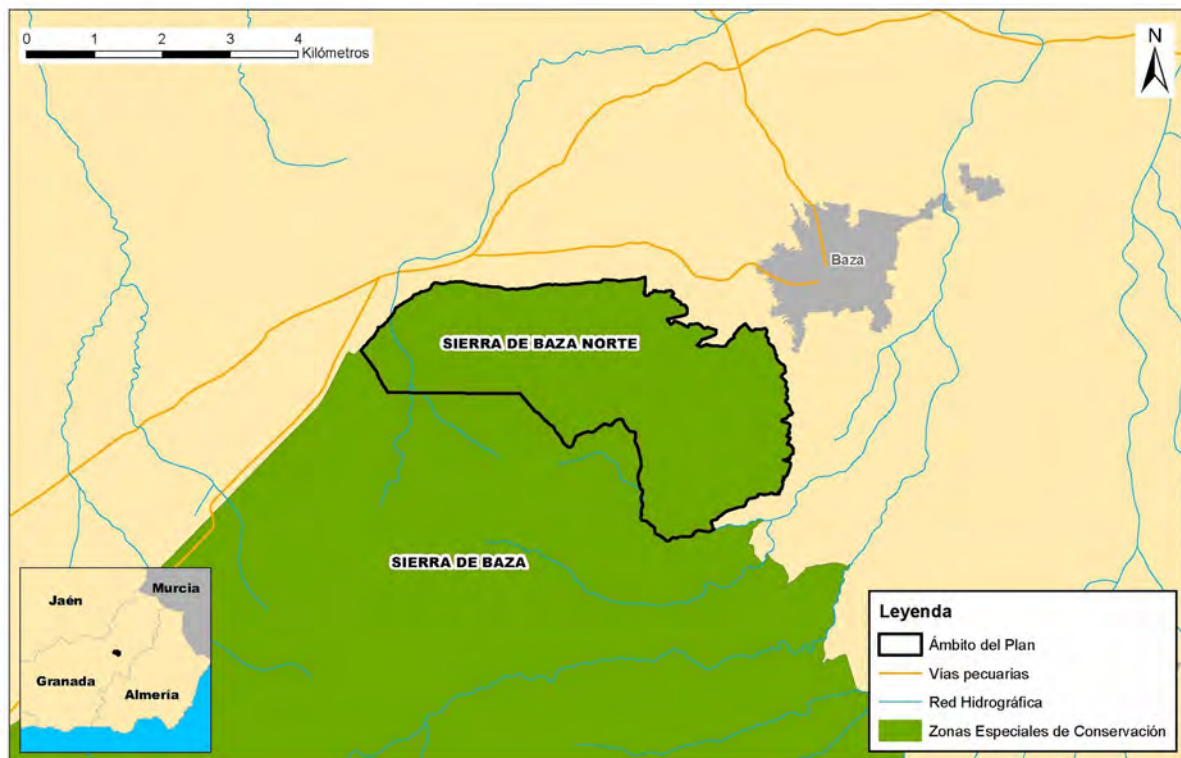 0 1 2 3 4
Kilómetros
N
Baza
SIERRA DE BAZA NORTE
SIERRA DE BAZA
Jaén
Murcia
Granada
Almería
Leyenda
Ámbito del Plan
Vías pecuarias
Red Hidrográfica
Zonas Especiales de Conservación